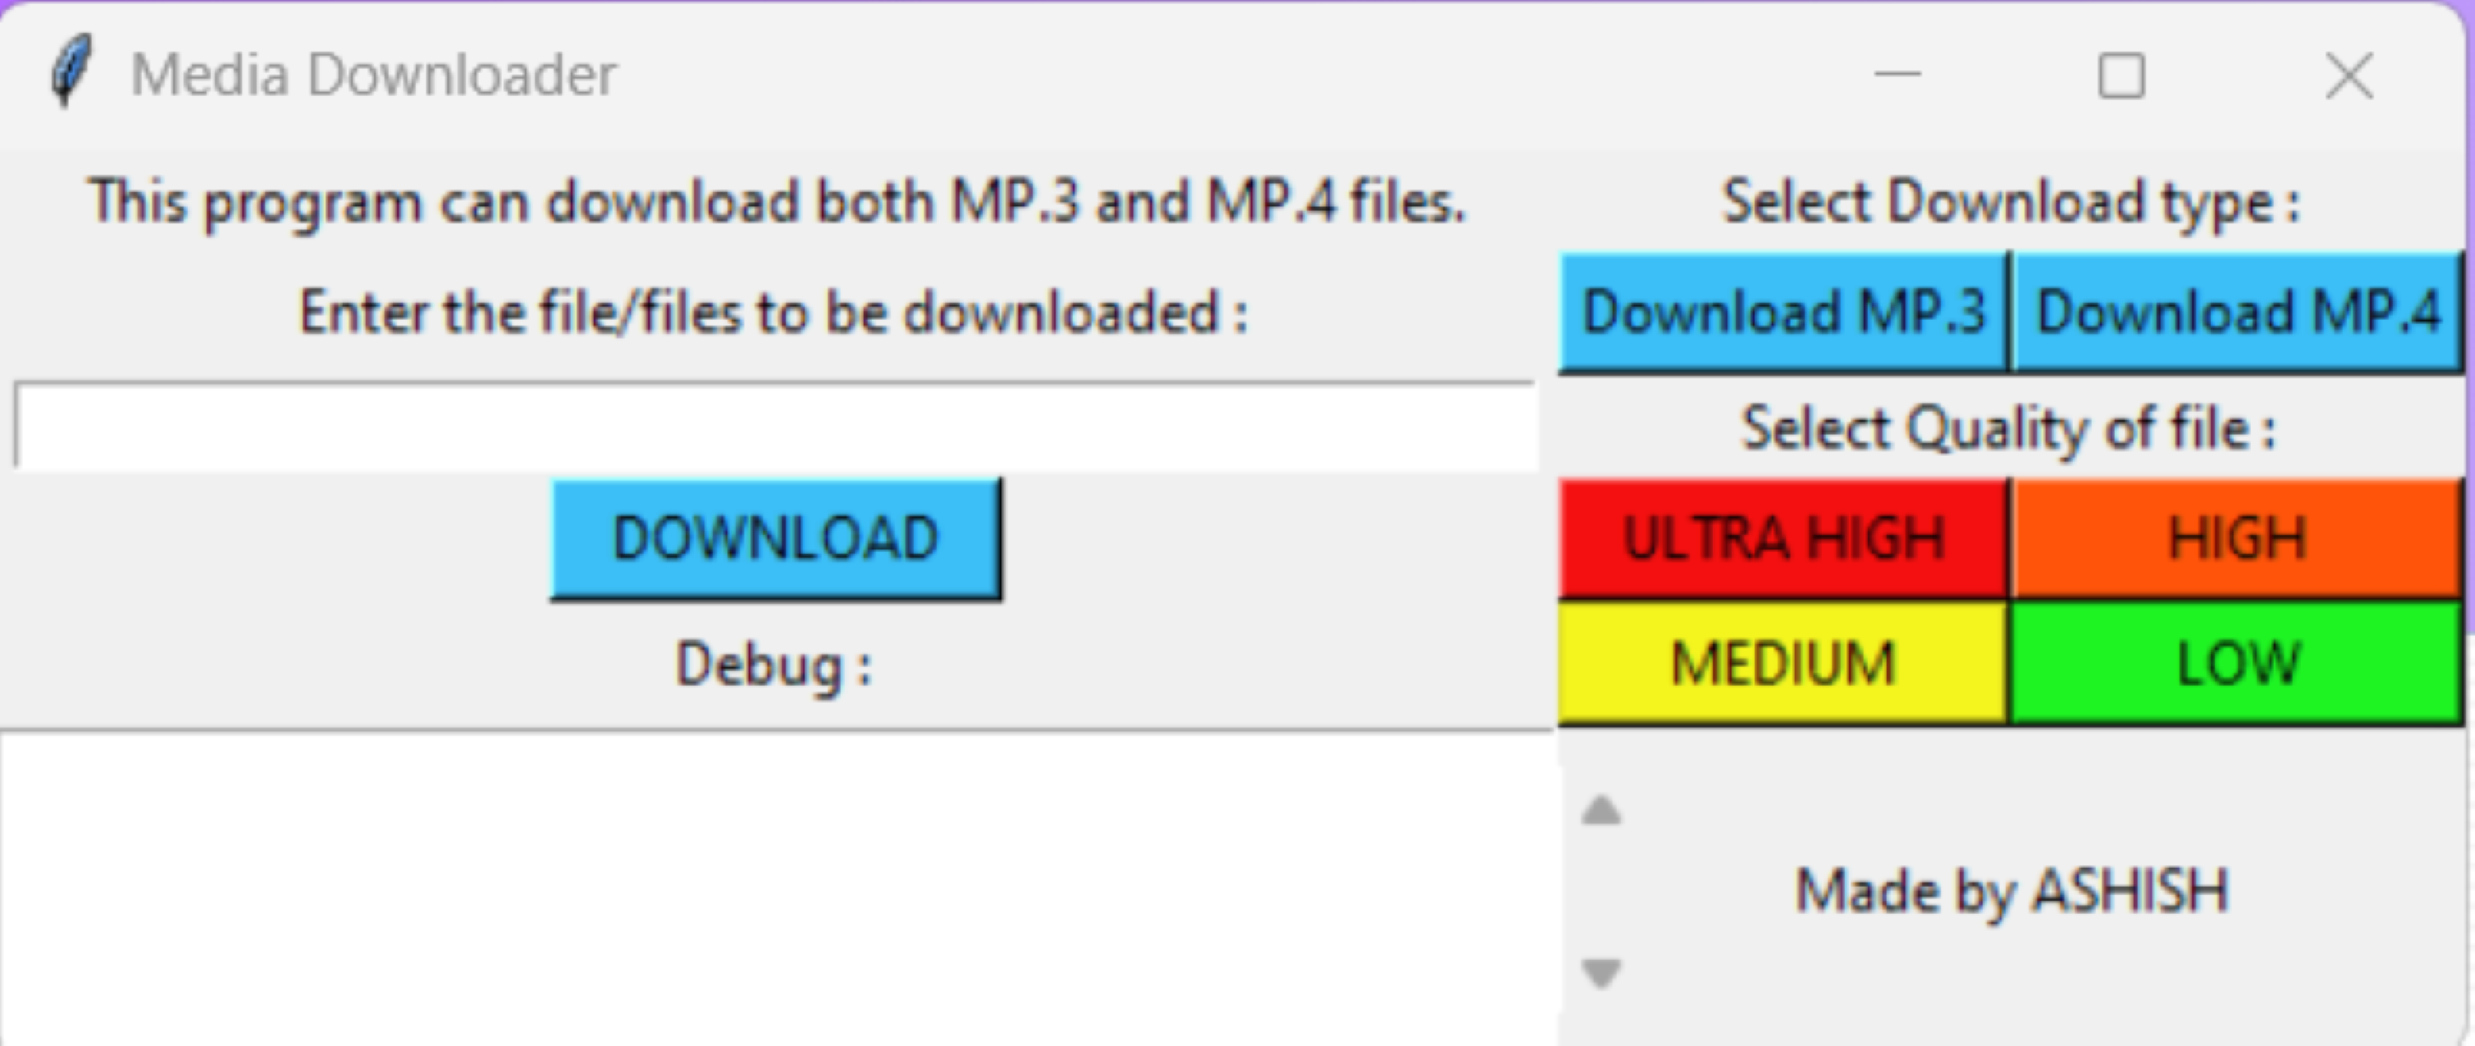 Media Downloader
This program can download both MP.3 and MP.4 files.
Enter the file/files to be downloaded :
DOWNLOAD
Debug :
Select Download type :
Download MP.3
Download MP.4
Select Quality of file :
ULTRA HIGH
HIGH
MEDIUM
LOW
Made by ASHISH